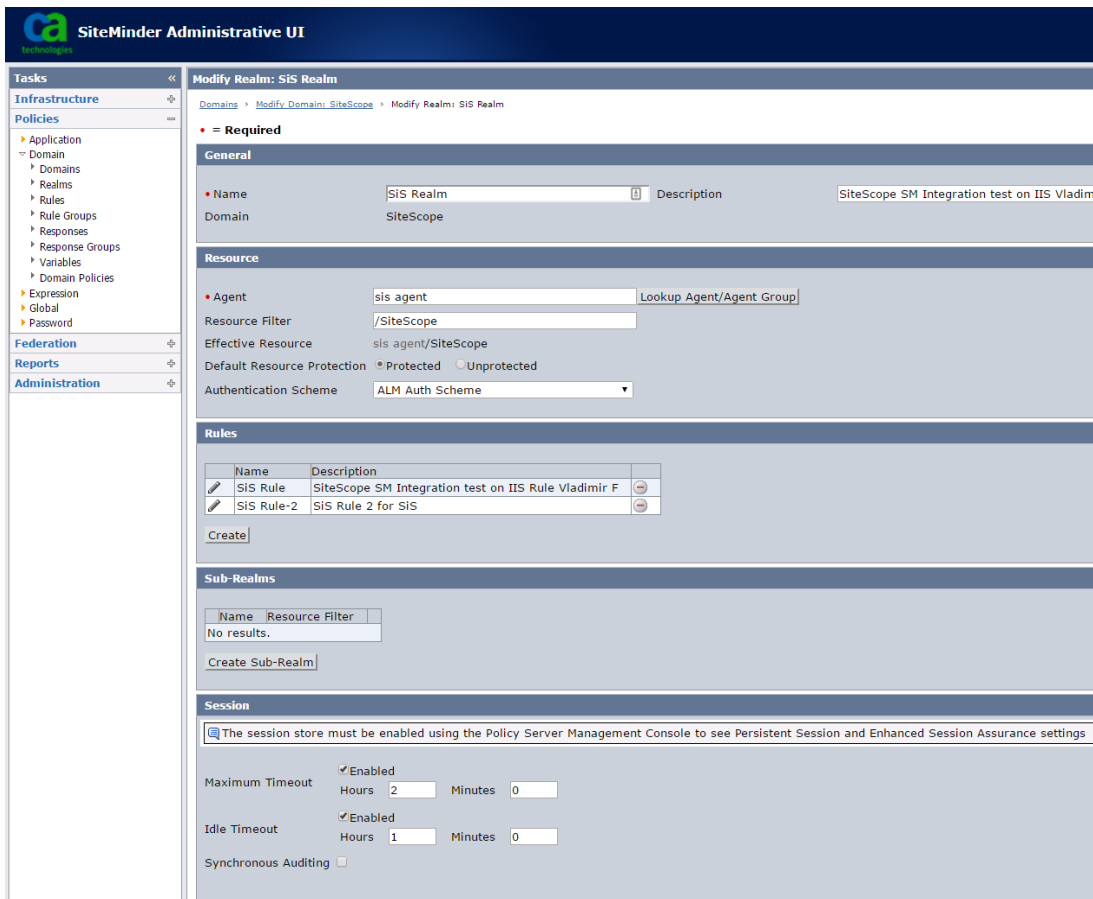 ca technologies
SiteMinder Administrative UI
Tasks «
Infrastructure
Policies
Application
Domain
Domains
Realms
Rules
Rule Groups
Responses
Response Groups
Variables
Domain Policies
Expression
Global
Password
Federation
Reports
Administration
Modify Realm: SiS Realm
Domains › Modify Domain: SiteScope › Modify Realm: SiS Realm
• = Required
General
• Name SiS Realm Description SiteScope SM Integration test on IIS Vladim
Domain SiteScope
Resource
• Agent sis agent Lookup Agent/Agent Group
Resource Filter /SiteScope
Effective Resource sis agent/SiteScope
Default Resource Protection Protected Unprotected
Authentication Scheme ALM Auth Scheme
Rules
Name Description
SiS Rule SiteScope SM Integration test on IIS Rule Vladimir F
SiS Rule-2 SiS Rule 2 for SiS
Create
Sub-Realms
Name Resource Filter
No results.
Create Sub-Realm
Session
The session store must be enabled using the Policy Server Management Console to see Persistent Session and Enhanced Session Assurance settings
Maximum Timeout Enabled
Hours 2 Minutes 0
Idle Timeout Enabled
Hours 1 Minutes 0
Synchronous Auditing